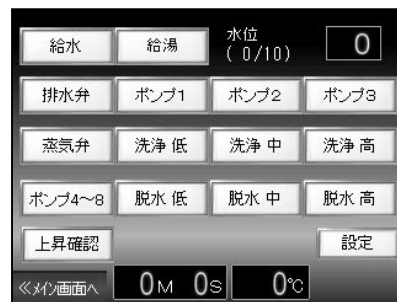 給水 給湯 水位 0
( 0/10)
排水弁 ポンプ1 ポンプ2 ポンプ3
蒸気弁 洗浄 低 洗浄 中 洗浄 高
ポンプ4～8 脱水 低 脱水 中 脱水 高
上昇確認 設定
≪メイン画面へ 0M 0S 0℃